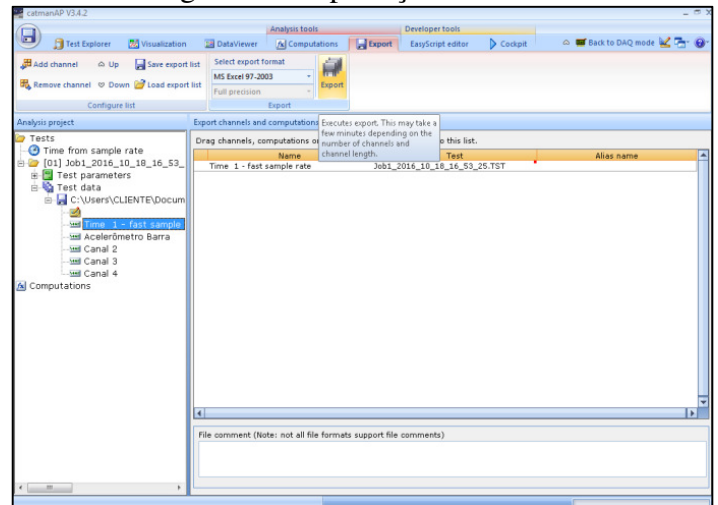 catmanAP V3.4.2
Analysis tools
Developer tools
Test Explorer
Visualization
DataViewer
Computations
Export
EasyScript editor
Cockpit
Back to DAQ mode
Add channel
Up
Save export list
Remove channel
Down
Load export list
Configure list
Select export format
MS Excel 97-2003
Full precision
Export
Export
Analysis project
Export channels and computations
Executes export. This may take a
few minutes depending on the
number of channels and
channel length.
Drag channels, computations o
o this list.
Name
Test
Alias name
Time 1 - fast sample rate
Job1_2016_10_18_16_53_25.TST
Tests
Time from sample rate
[01] Job1_2016_10_18_16_53_
Test parameters
Test data
C:\Users\CLIENTE\Docum
Time 1 - fast sample
Acelerômetro Barra
Canal 2
Canal 3
Canal 4
Computations
File comment (Note: not all file formats support file comments)